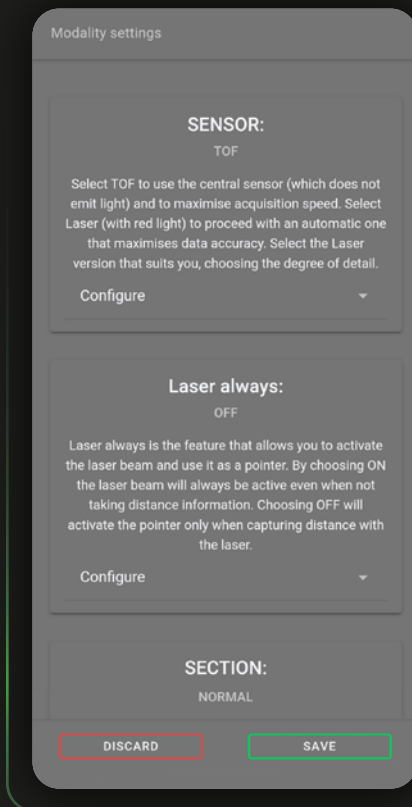 Modality settings
SENSOR:
TOF
Select TOF to use the central sensor (which does not
emit light) and to maximise acquisition speed. Select
Laser (with red light) to proceed with an automatic one
that maximises data accuracy. Select the Laser
version that suits you, choosing the degree of detail.
Configure
Laser always:
OFF
Laser always is the feature that allows you to activate
the laser beam and use it as a pointer. By choosing ON
the laser beam will always be active even when not
taking distance information. Choosing OFF will
activate the pointer only when capturing distance with
the laser.
Configure
SECTION:
NORMAL
DISCARD
SAVE